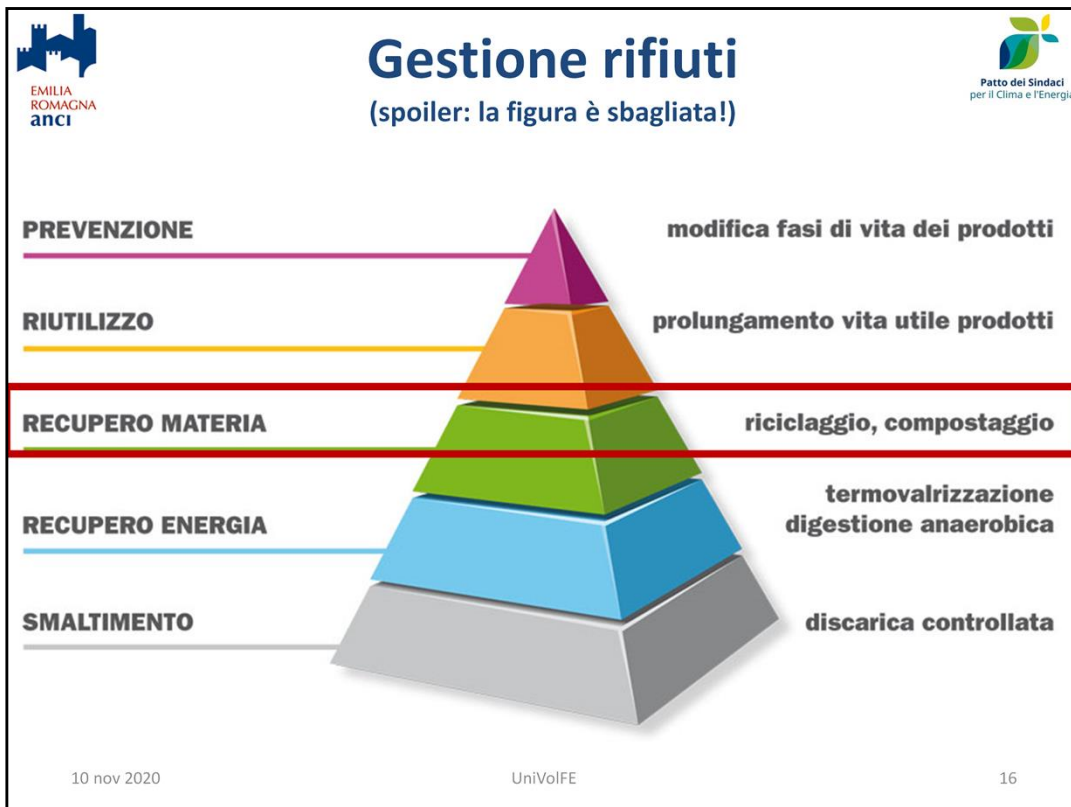 EMILIA
ROMAGNA
anci
Gestione rifiuti
(spoiler: la figura è sbagliata!)
Patto dei Sindaci
per il Clima e l'Energia
PREVENZIONE
modifica fasi di vita dei prodotti
RIUTILIZZO
prolungamento vita utile prodotti
RECUPERO MATERIA
riciclaggio, compostaggio
RECUPERO ENERGIA
termovalrizzazione
digestione anaerobica
SMALTIMENTO
discarica controllata
10 nov 2020
UniVolFE
16